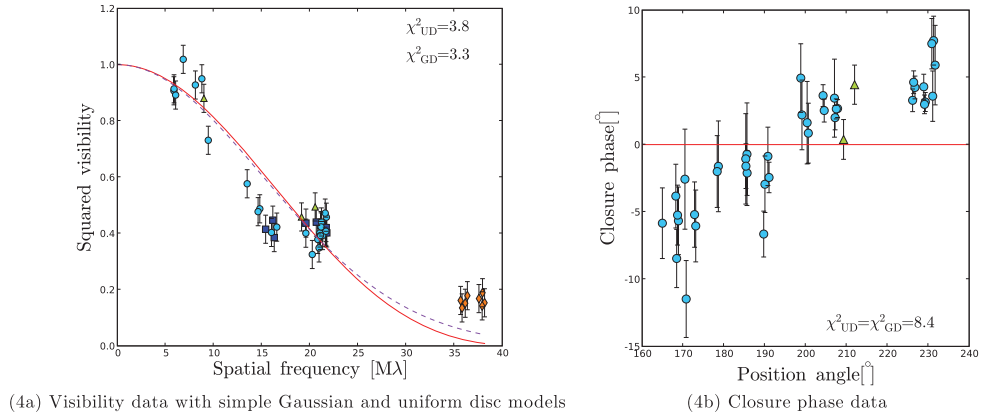 χ²UD=3.8
χ²GD=3.3
Squared visibility
1.2
1.0
0.8
0.6
0.4
0.2
0.0
0 5 10 15 20 25 30 35 40
Spatial frequency [Mλ]
(4a) Visibility data with simple Gaussian and uniform disc models
Closure phase[°]
10
5
0
-5
-10
-15
χ²UD=χ²GD=8.4
160 170 180 190 200 210 220 230 240
Position angle[°]
(4b) Closure phase data